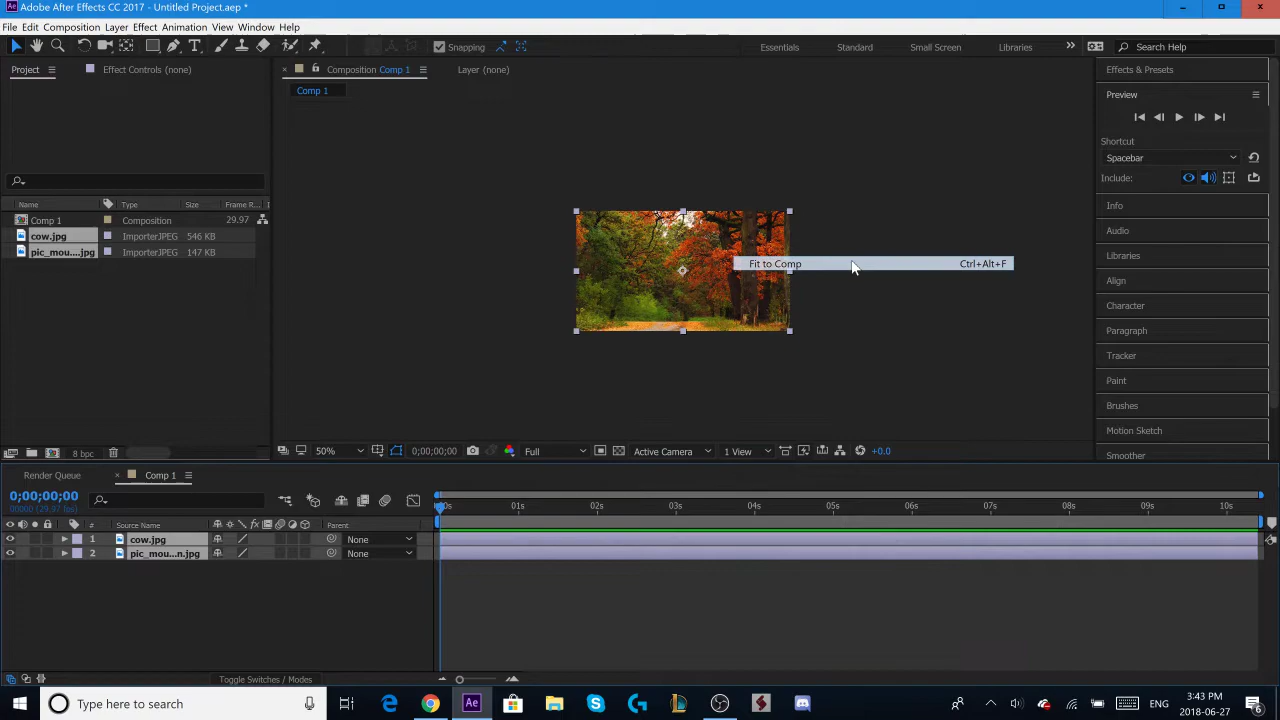 Adobe After Effects CC 2017 - Untitled Project.aep *
File Edit Composition Layer Effect Animation View Window Help
Snapping Essentials Standard Small Screen Libraries Search Help
Project Effect Controls (none) Composition Comp 1 Layer (none) Effects & Presets
Comp 1
Preview
Shortcut
Spacebar
Include:
Name Type Size Frame R...
Comp 1 Composition 29.97
cow.jpg ImporterJPEG 546 KB
pic_mou....jpg ImporterJPEG 147 KB
Fit to Comp Ctrl+Alt+F
Info
Audio
Libraries
Align
Character
Paragraph
Tracker
Paint
Brushes
Motion Sketch
Smoother
8 bpc 50% 0;00;00;00 Full Active Camera 1 View +0.0
Render Queue Comp 1
0;00;00;00
00000 (29.97 fps)
:00s 01s 02s 03s 04s 05s 06s 07s 08s 09s 10s
# Source Name Parent
1 cow.jpg None
2 pic_mou...n.jpg None
Toggle Switches / Modes
Type here to search
Ae
3:43 PM
2018-06-27